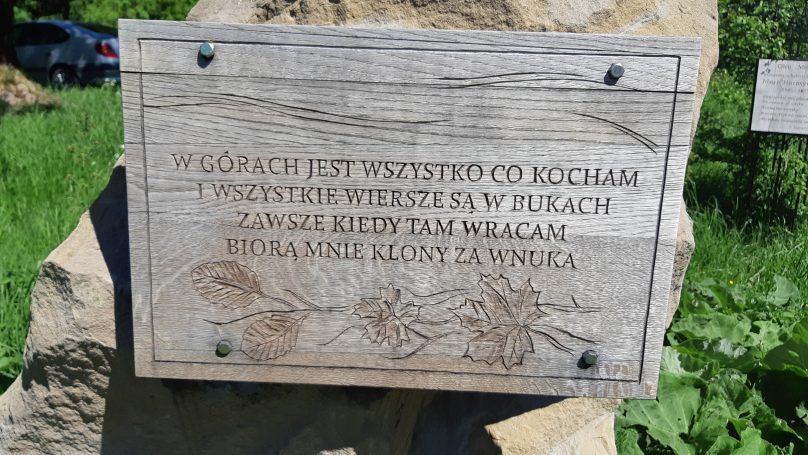 W GÓRACH JEST WSZYSTKO CO KOCHAM
I WSZYSTKIE WIERSZE SĄ W BUKACH
ZAWSZE KIEDY TAM WRACAM
BIORĄ MNIE KLONY ZA WNUKA